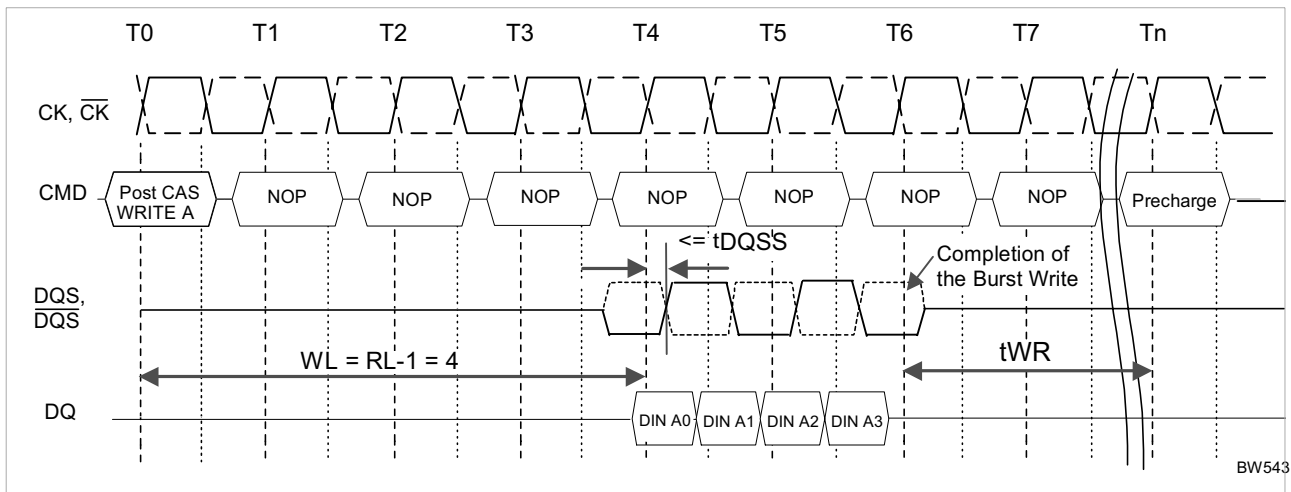 T0 T1 T2 T3 T4 T5 T6 T7 Tn
CK, CK
CMD
Post CAS
WRITE A
NOP NOP NOP NOP NOP NOP NOP Precharge
<= tDQSS
Completion of
the Burst Write
DQS,
DQS
WL = RL-1 = 4
tWR
DQ
DIN A0 DIN A1 DIN A2 DIN A3
BW543